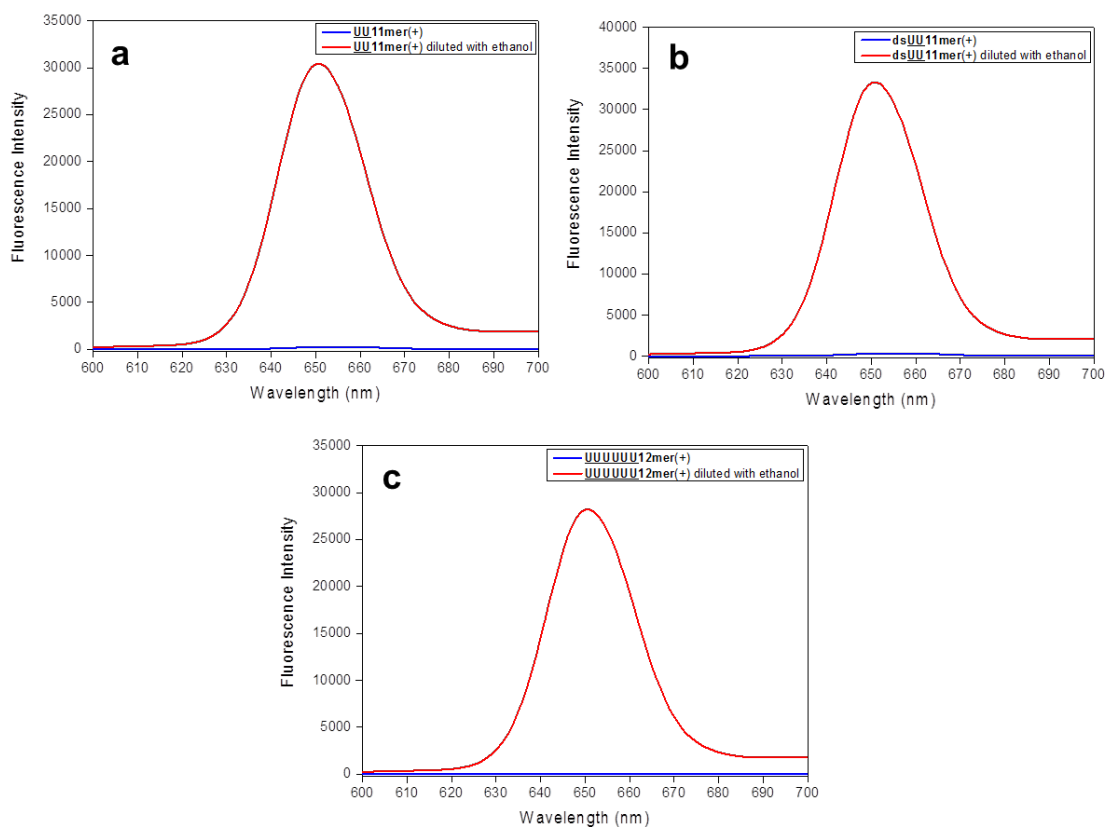 a
UU11mer(+)
UU11mer(+) diluted with ethanol
Fluorescence Intensity
35000
30000
25000
20000
15000
10000
5000
0
600 610 620 630 640 650 660 670 680 690 700
Wavelength (nm)
b
dsUU11mer(+)
dsUU11mer(+) diluted with ethanol
Fluorescence Intensity
40000
35000
30000
25000
20000
15000
10000
5000
0
600 610 620 630 640 650 660 670 680 690 700
Wavelength (nm)
c
UUUUUU12mer(+)
UUUUUU12mer(+) diluted with ethanol
Fluorescence Intensity
35000
30000
25000
20000
15000
10000
5000
0
600 610 620 630 640 650 660 670 680 690 700
Wavelength (nm)